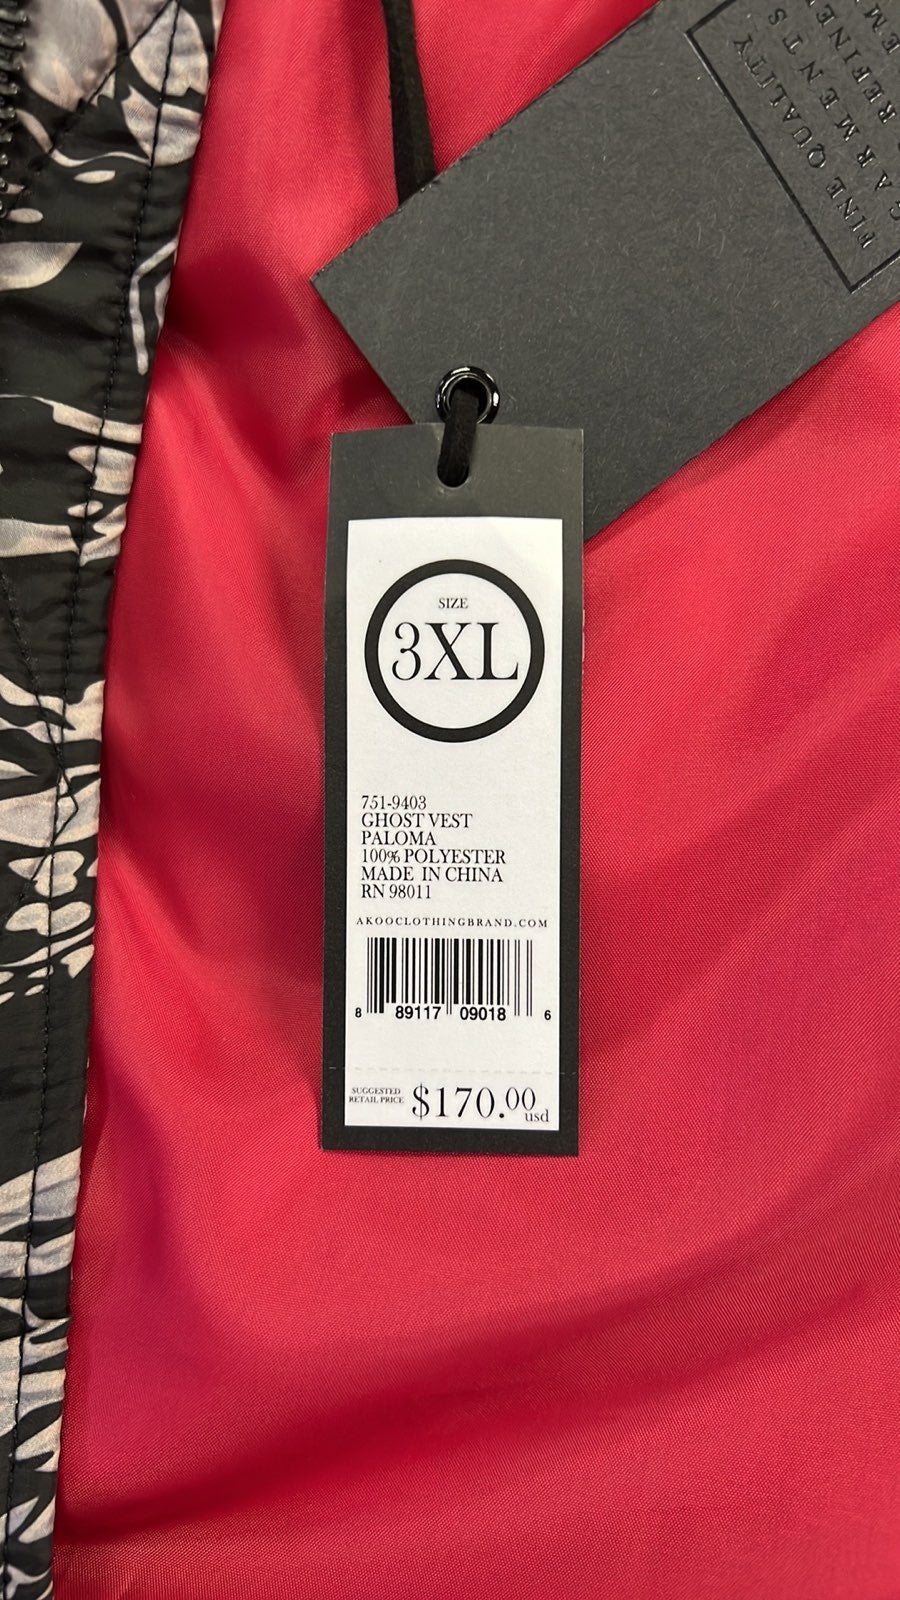 FINE QUALITY
GARMENTS
SIZE
3XL
751-9403
GHOST VEST
PALOMA
100% POLYESTER
MADE IN CHINA
RN 98011
AKOOCLOTHINGBRAND.COM
8 89117 09018 6
SUGGESTED
RETAIL PRICE
$170.00
usd